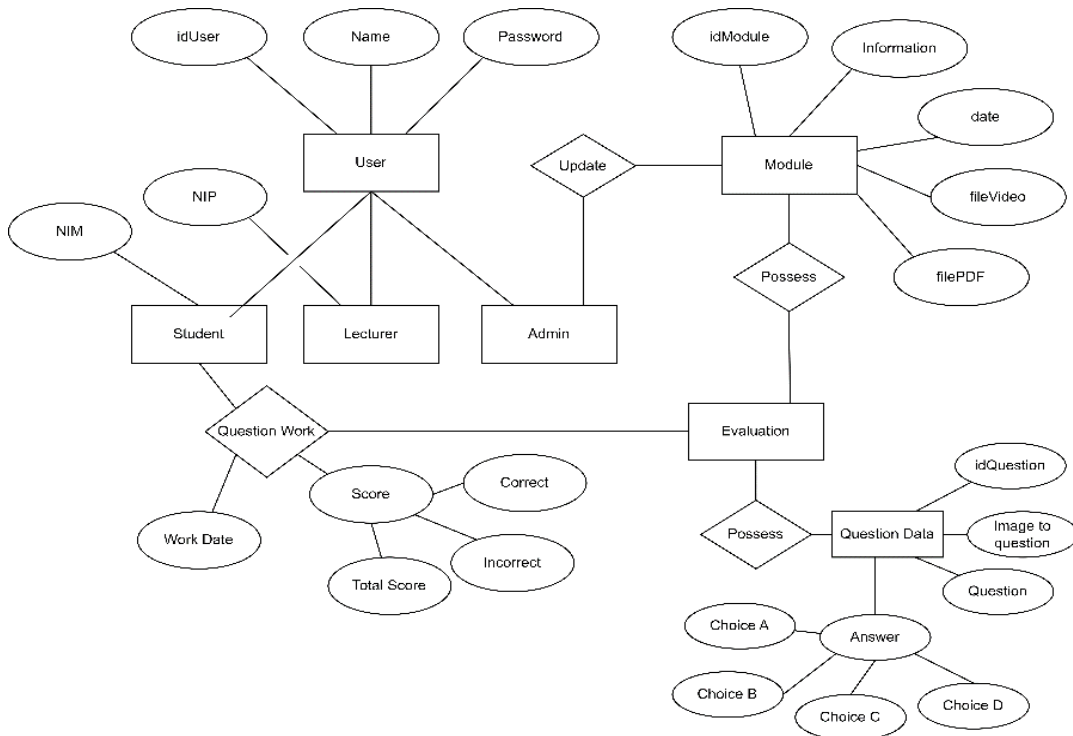 idUser
Name
Password
idModule
Information
date
User
Update
Module
NIP
fileVideo
NIM
Possess
filePDF
Student
Lecturer
Admin
Question Work
Evaluation
idQuestion
Correct
Score
Work Date
Possess
Question Data
Image to
question
Incorrect
Total Score
Question
Choice A
Answer
Choice B
Choice C
Choice D